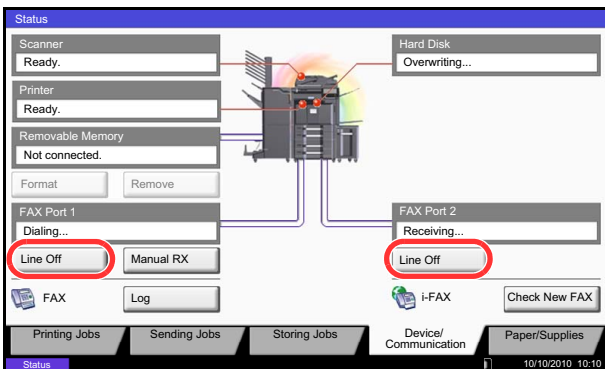 Status
Scanner
Ready.
Hard Disk
Overwriting...
Printer
Ready.
Removable Memory
Not connected.
Format
Remove
FAX Port 1
Dialing...
FAX Port 2
Receiving...
Line Off
Manual RX
Line Off
FAX
Log
i-FAX
Check New FAX
Printing Jobs
Sending Jobs
Storing Jobs
Device/
Communication
Paper/Supplies
Status
10/10/2010 10:10